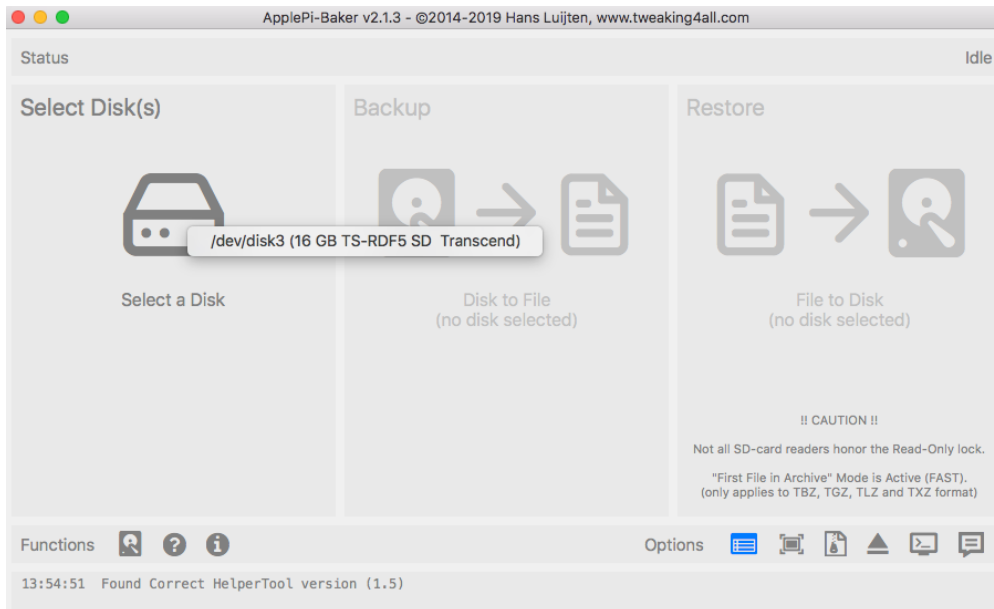 ApplePi-Baker v2.1.3 - ©2014-2019 Hans Luijten, www.tweaking4all.com
Status
Idle
Select Disk(s)
Backup
Restore
/dev/disk3 (16 GB TS-RDF5 SD  Transcend)
Select a Disk
Disk to File
(no disk selected)
File to Disk
(no disk selected)
!! CAUTION !!
Not all SD-card readers honor the Read-Only lock.
"First File in Archive" Mode is Active (FAST).
(only applies to TBZ, TGZ, TLZ and TXZ format)
Functions
Options
13:54:51  Found Correct HelperTool version (1.5)